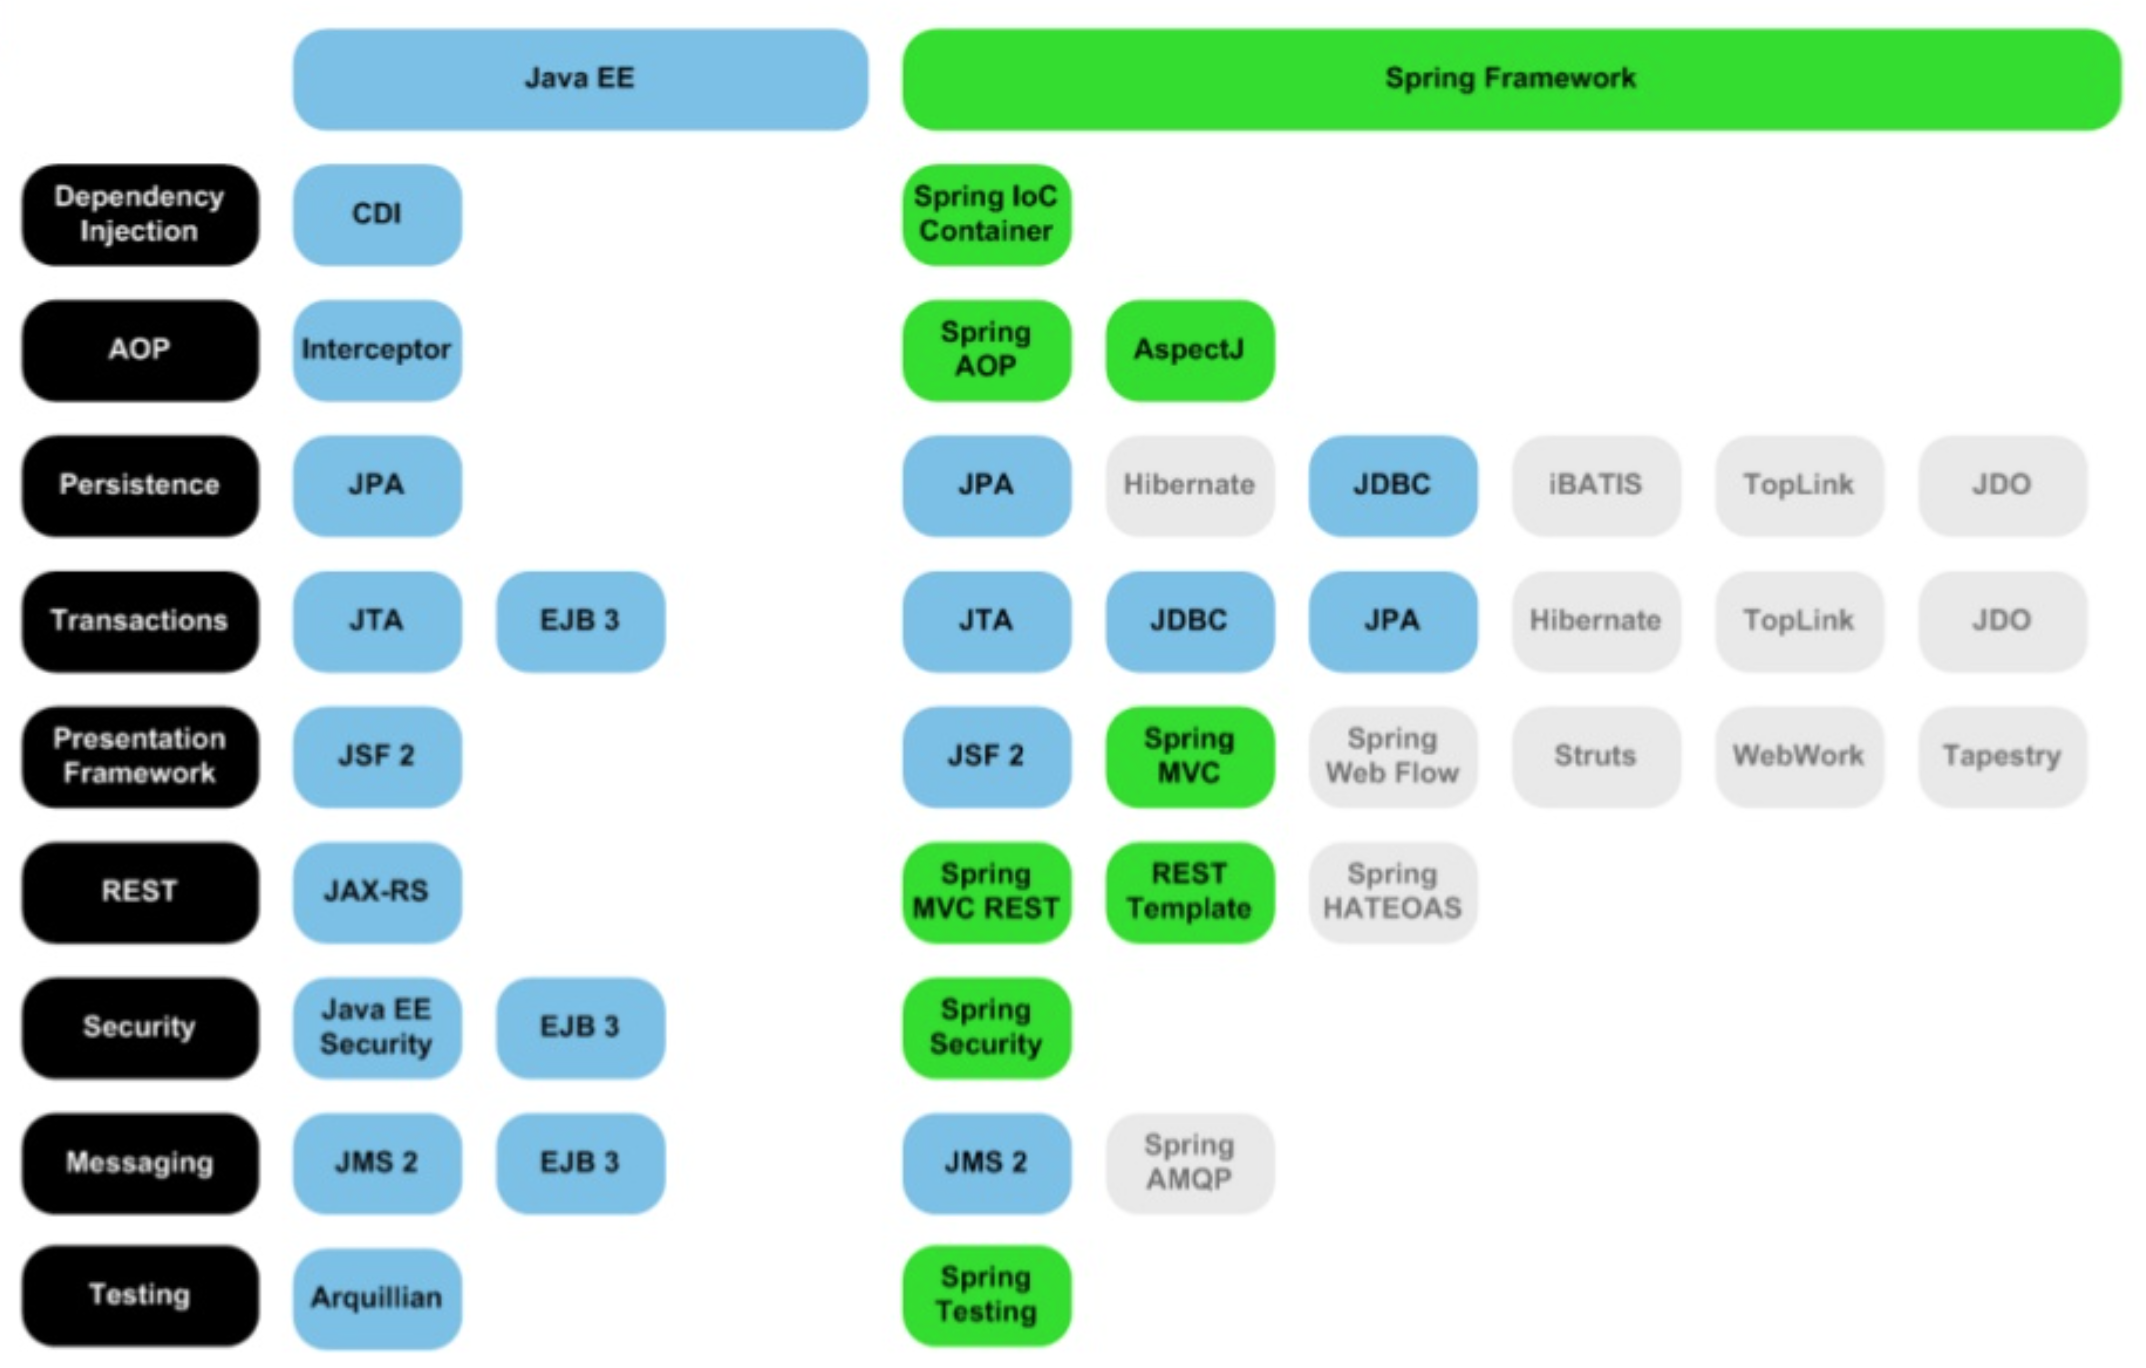 Java EE
Spring Framework
Dependency
Injection
CDI
Spring IoC
Container
AOP
Interceptor
Spring
AOP
AspectJ
Persistence
JPA
JPA
Hibernate
JDBC
iBATIS
TopLink
JDO
Transactions
JTA
EJB 3
JTA
JDBC
JPA
Hibernate
TopLink
JDO
Presentation
Framework
JSF 2
JSF 2
Spring
MVC
Spring
Web Flow
Struts
WebWork
Tapestry
REST
JAX-RS
Spring
MVC REST
REST
Template
Spring
HATEOAS
Security
Java EE
Security
EJB 3
Spring
Security
Messaging
JMS 2
EJB 3
JMS 2
Spring
AMQP
Testing
Arquillian
Spring
Testing